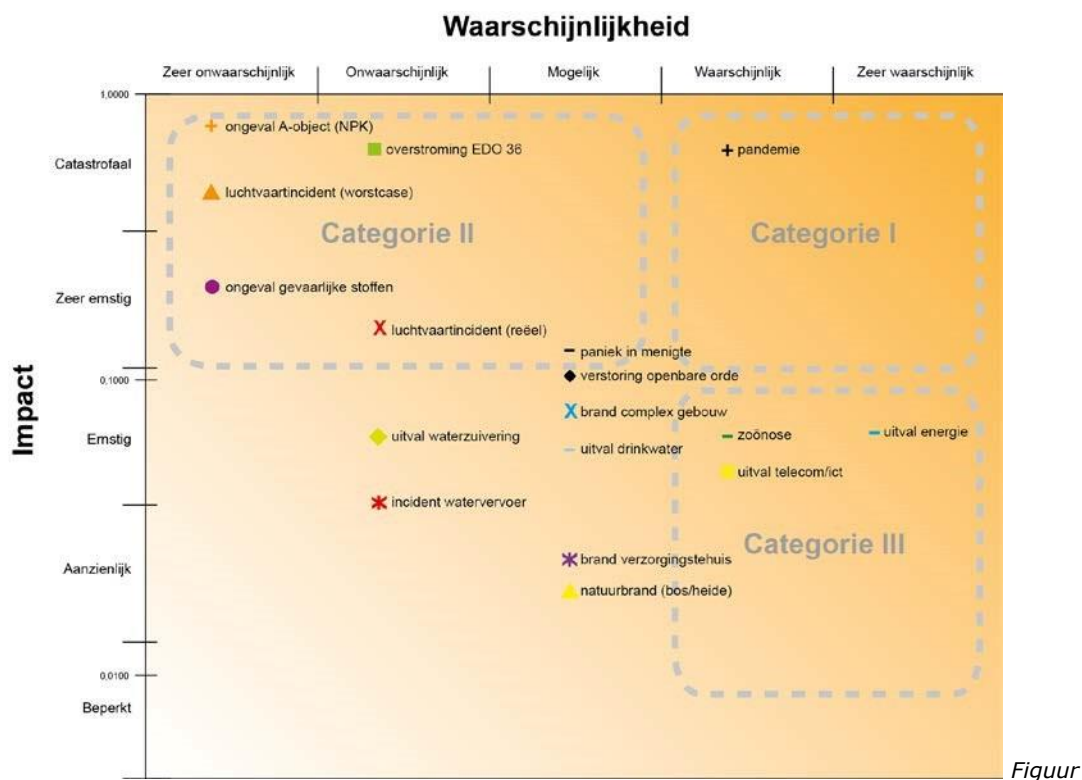 Waarschijnlijkheid
Zeer onwaarschijnlijk
Onwaarschijnlijk
Mogelijk
Waarschijnlijk
Zeer waarschijnlijk
Impact
1,0000
Catastrofaal
Zeer ernstig
0,1000
Ernstig
Aanzienlijk
0,0100
Beperkt
ongeval A-object (NPK)
overstroming EDO 36
pandemie
luchtvaartincident (worstcase)
Categorie II
Categorie I
ongeval gevaarlijke stoffen
luchtvaartincident (reëel)
paniek in menigte
verstoring openbare orde
brand complex gebouw
uitval waterzuivering
zoönose
uitval energie
uitval drinkwater
uitval telecom/ict
incident watervervoer
Categorie III
brand verzorgingstehuis
natuurbrand (bos/heide)
Figuur